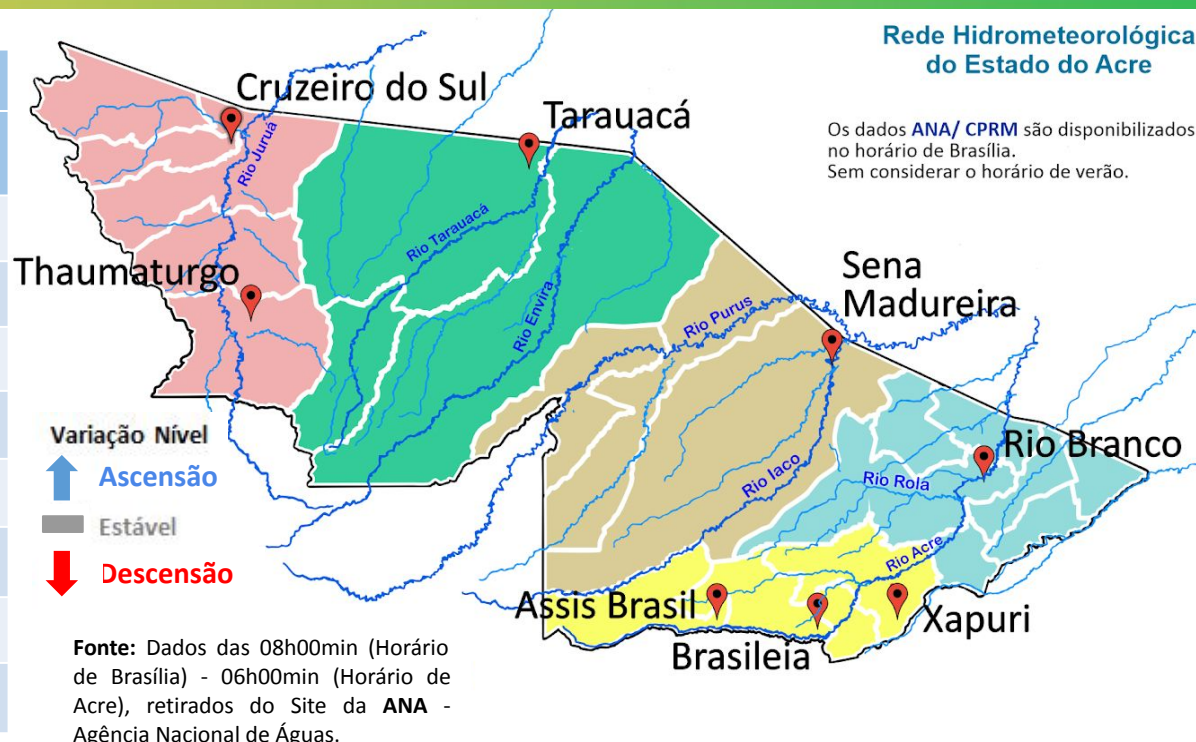 Rede Hidrometeorológica
do Estado do Acre
Os dados ANA/ CPRM são disponibilizados
no horário de Brasília.
Sem considerar o horário de verão.
Cruzeiro do Sul
Tarauacá
Rio Juruá
Rio Tarauacá
Thaumaturgo
Rio Envira
Sena
Madureira
Rio Purus
Rio Branco
Rio Iaco
Rio Rola
Rio Acre
Assis Brasil
Xapuri
Brasileia
Variação Nível
Ascensão
Estável
Descensão
Fonte: Dados das 08h00min (Horário
de Brasília) - 06h00min (Horário de
Acre), retirados do Site da ANA -
Agência Nacional de Águas.